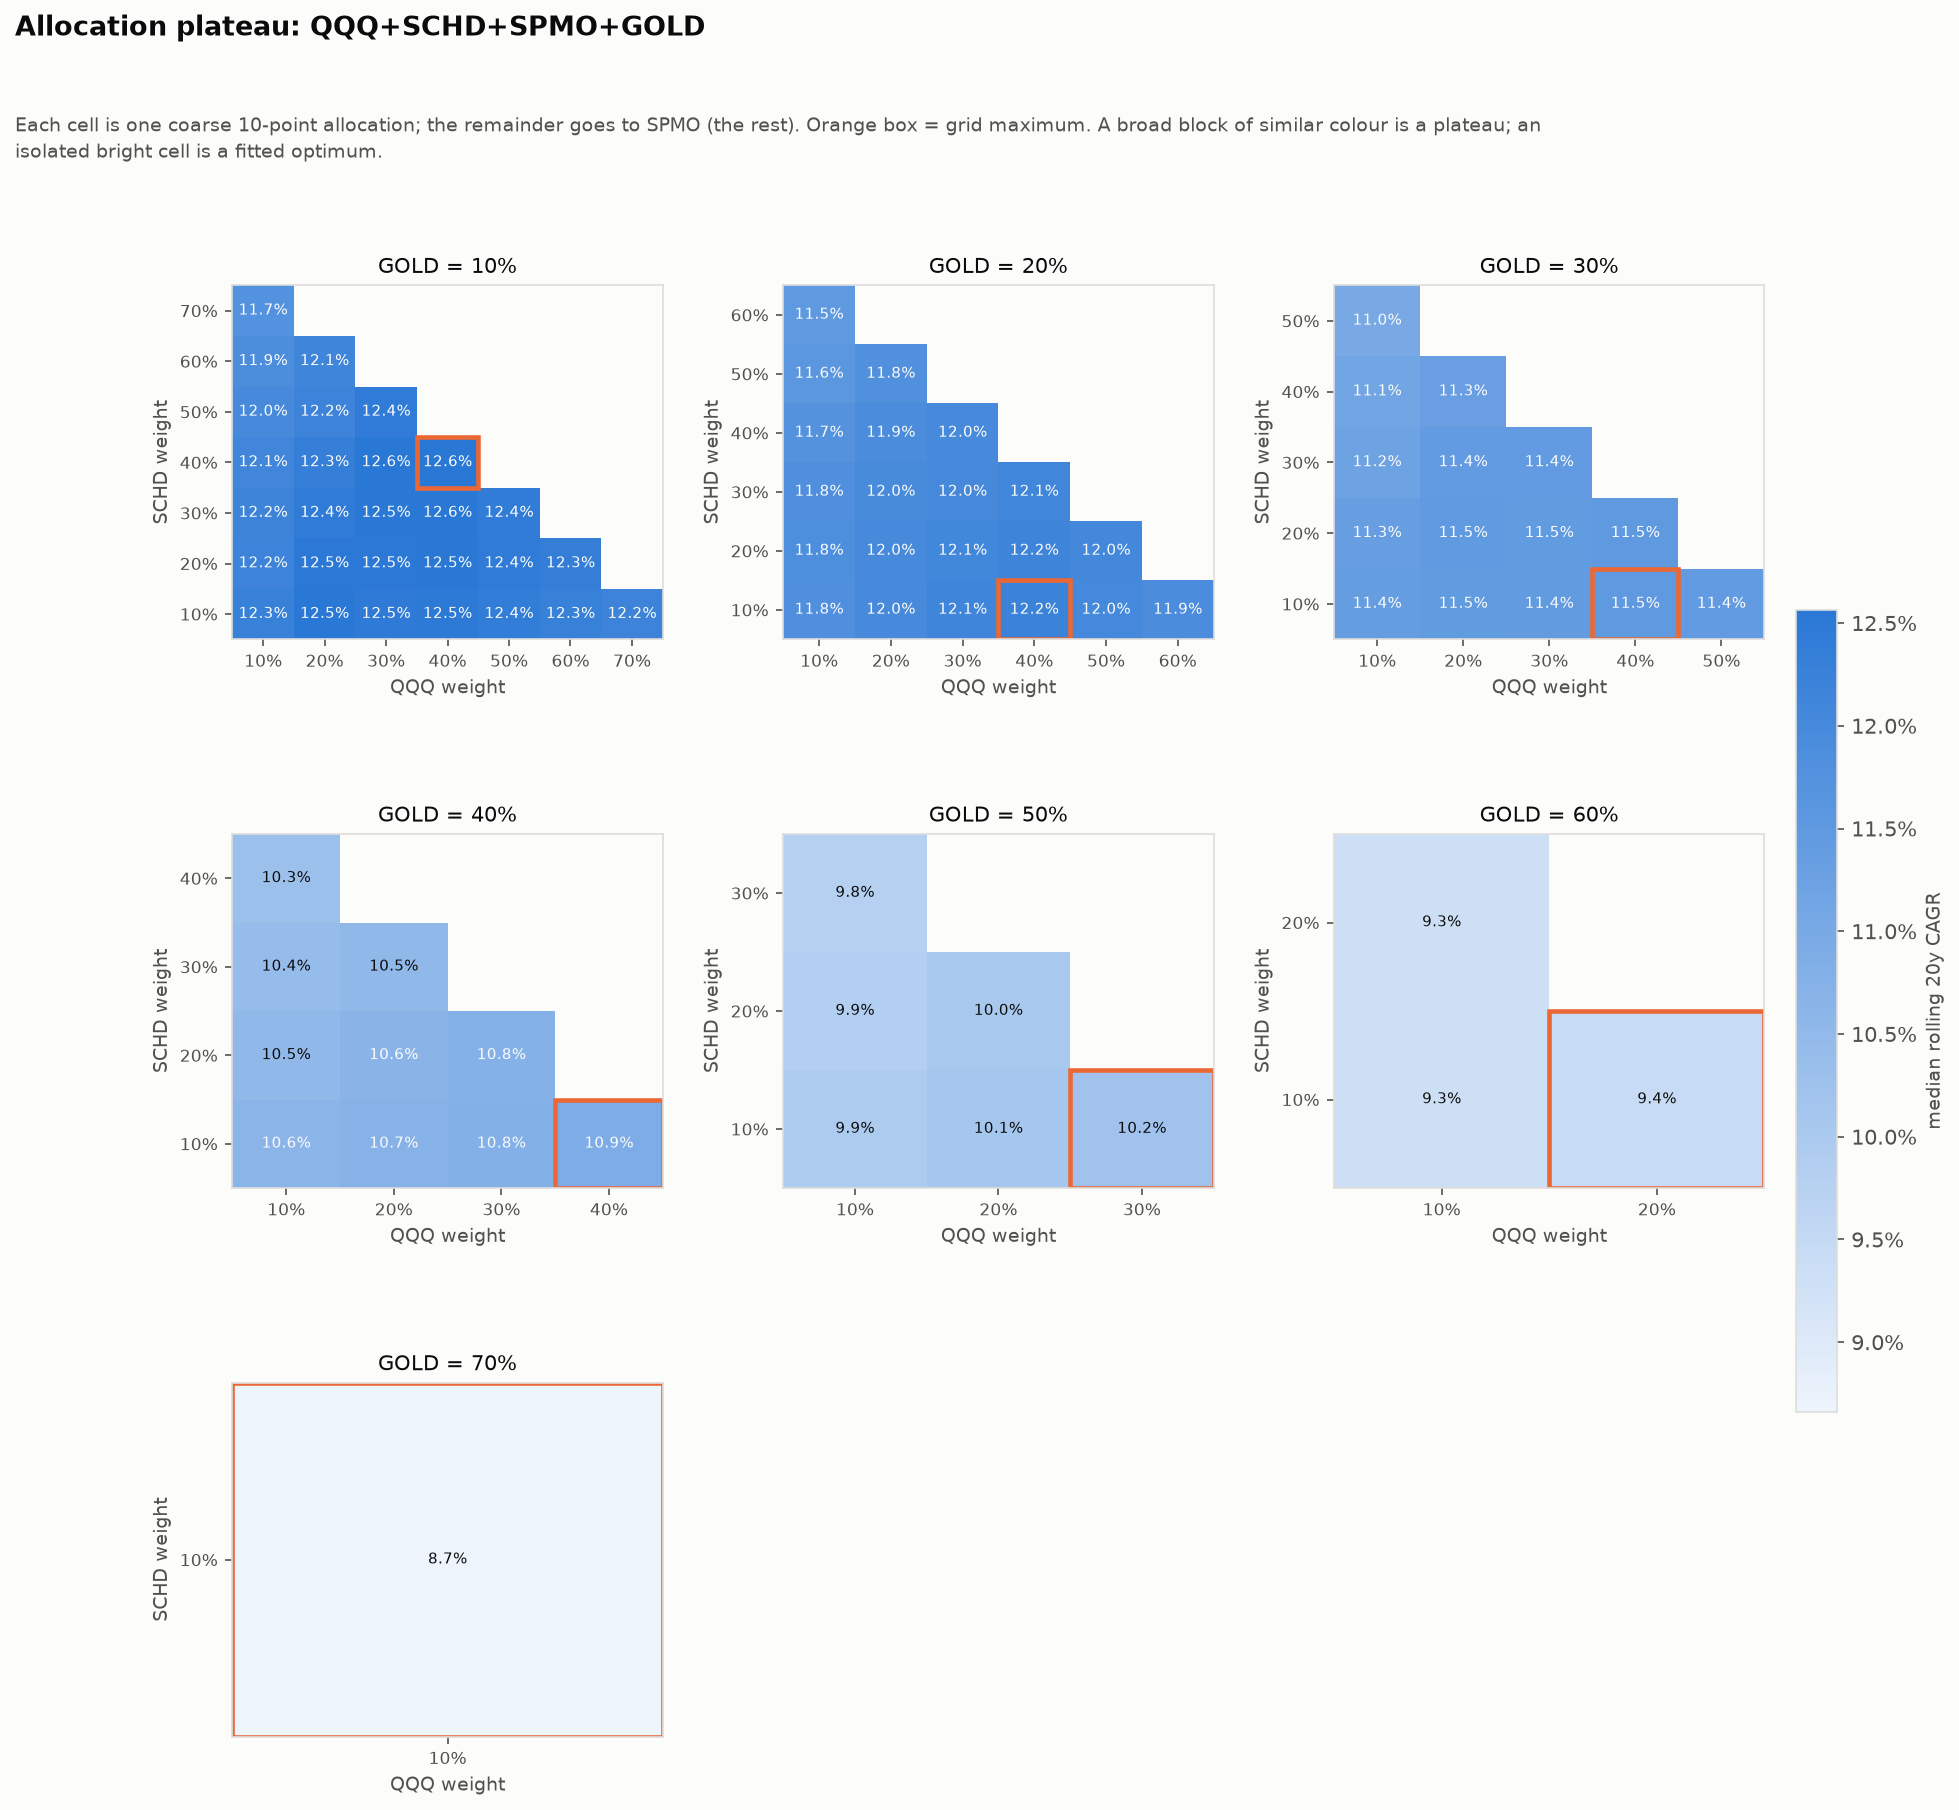 Allocation plateau: QQQ+SCHD+SPMO+GOLD
Each cell is one coarse 10-point allocation; the remainder goes to SPMO (the rest). Orange box = grid maximum. A broad block of similar colour is a plateau; an
isolated bright cell is a fitted optimum.
GOLD = 10%
SCHD weight
70% 11.7%
60% 11.9% 12.1%
50% 12.0% 12.2% 12.4%
40% 12.1% 12.3% 12.6% 12.6%
30% 12.2% 12.4% 12.5% 12.6% 12.4%
20% 12.2% 12.5% 12.5% 12.5% 12.4% 12.3%
10% 12.3% 12.5% 12.5% 12.5% 12.4% 12.3% 12.2%
10% 20% 30% 40% 50% 60% 70%
QQQ weight
GOLD = 20%
SCHD weight
60% 11.5%
50% 11.6% 11.8%
40% 11.7% 11.9% 12.0%
30% 11.8% 12.0% 12.0% 12.1%
20% 11.8% 12.0% 12.1% 12.2% 12.0%
10% 11.8% 12.0% 12.1% 12.2% 12.0% 11.9%
10% 20% 30% 40% 50% 60%
QQQ weight
GOLD = 30%
SCHD weight
50% 11.0%
40% 11.1% 11.3%
30% 11.2% 11.4% 11.4%
20% 11.3% 11.5% 11.5% 11.5%
10% 11.4% 11.5% 11.4% 11.5% 11.4%
10% 20% 30% 40% 50%
QQQ weight
GOLD = 40%
SCHD weight
40% 10.3%
30% 10.4% 10.5%
20% 10.5% 10.6% 10.8%
10% 10.6% 10.7% 10.8% 10.9%
10% 20% 30% 40%
QQQ weight
GOLD = 50%
SCHD weight
30% 9.8%
20% 9.9% 10.0%
10% 9.9% 10.1% 10.2%
10% 20% 30%
QQQ weight
GOLD = 60%
SCHD weight
20% 9.3%
10% 9.3% 9.4%
10% 20%
QQQ weight
GOLD = 70%
SCHD weight
10% 8.7%
10%
QQQ weight
12.5%
12.0%
11.5%
11.0%
10.5%
10.0%
9.5%
9.0%
median rolling 20y CAGR